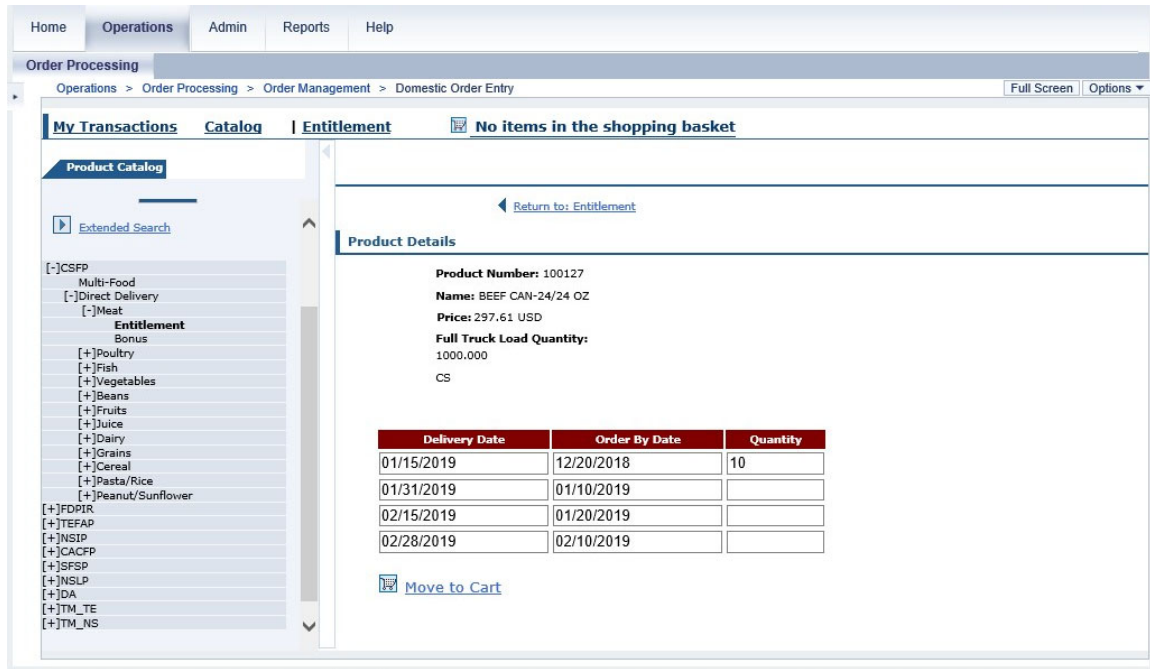 Home Operations Admin Reports Help
Order Processing
Operations > Order Processing > Order Management > Domestic Order Entry Full Screen Options
My Transactions Catalog | Entitlement No items in the shopping basket
Product Catalog
Extended Search
[-]CSFP
Multi-Food
[-]Direct Delivery
[-]Meat
Entitlement
Bonus
[+]Poultry
[+]Fish
[+]Vegetables
[+]Beans
[+]Fruits
[+]Juice
[+]Dairy
[+]Grains
[+]Cereal
[+]Pasta/Rice
[+]Peanut/Sunflower
[+]FDPIR
[+]TEFAP
[+]NSIP
[+]CACFP
[+]SFSP
[+]NSLP
[+]DA
[+]TM_TE
[+]TM_NS
Return to: Entitlement
Product Details
Product Number: 100127
Name: BEEF CAN-24/24 OZ
Price: 297.61 USD
Full Truck Load Quantity:
1000.000
CS
Delivery Date Order By Date Quantity
01/15/2019 12/20/2018 10
01/31/2019 01/10/2019
02/15/2019 01/20/2019
02/28/2019 02/10/2019
Move to Cart